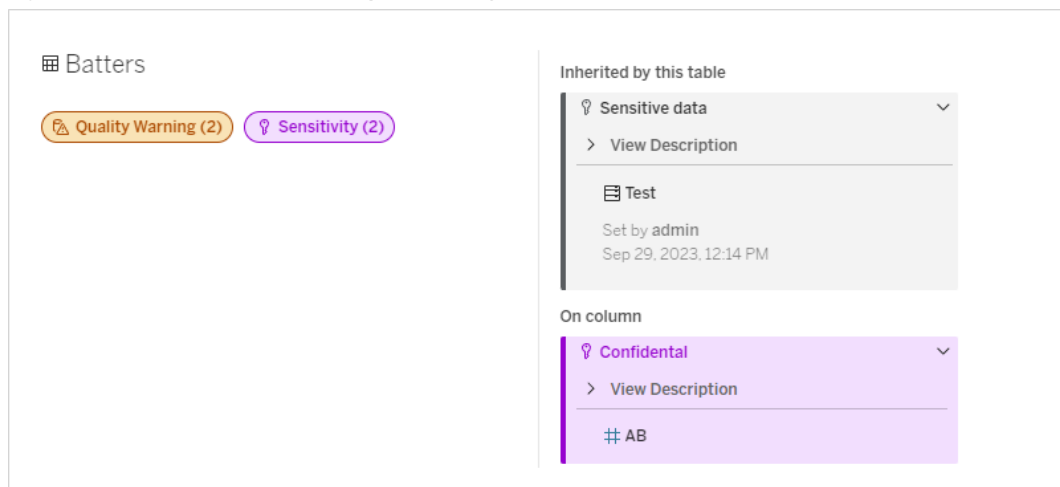 Batters
Quality Warning (2)
Sensitivity (2)
Inherited by this table
Sensitive data
View Description
Test
Set by admin
Sep 29, 2023, 12:14 PM
On column
Confidental
View Description
AB